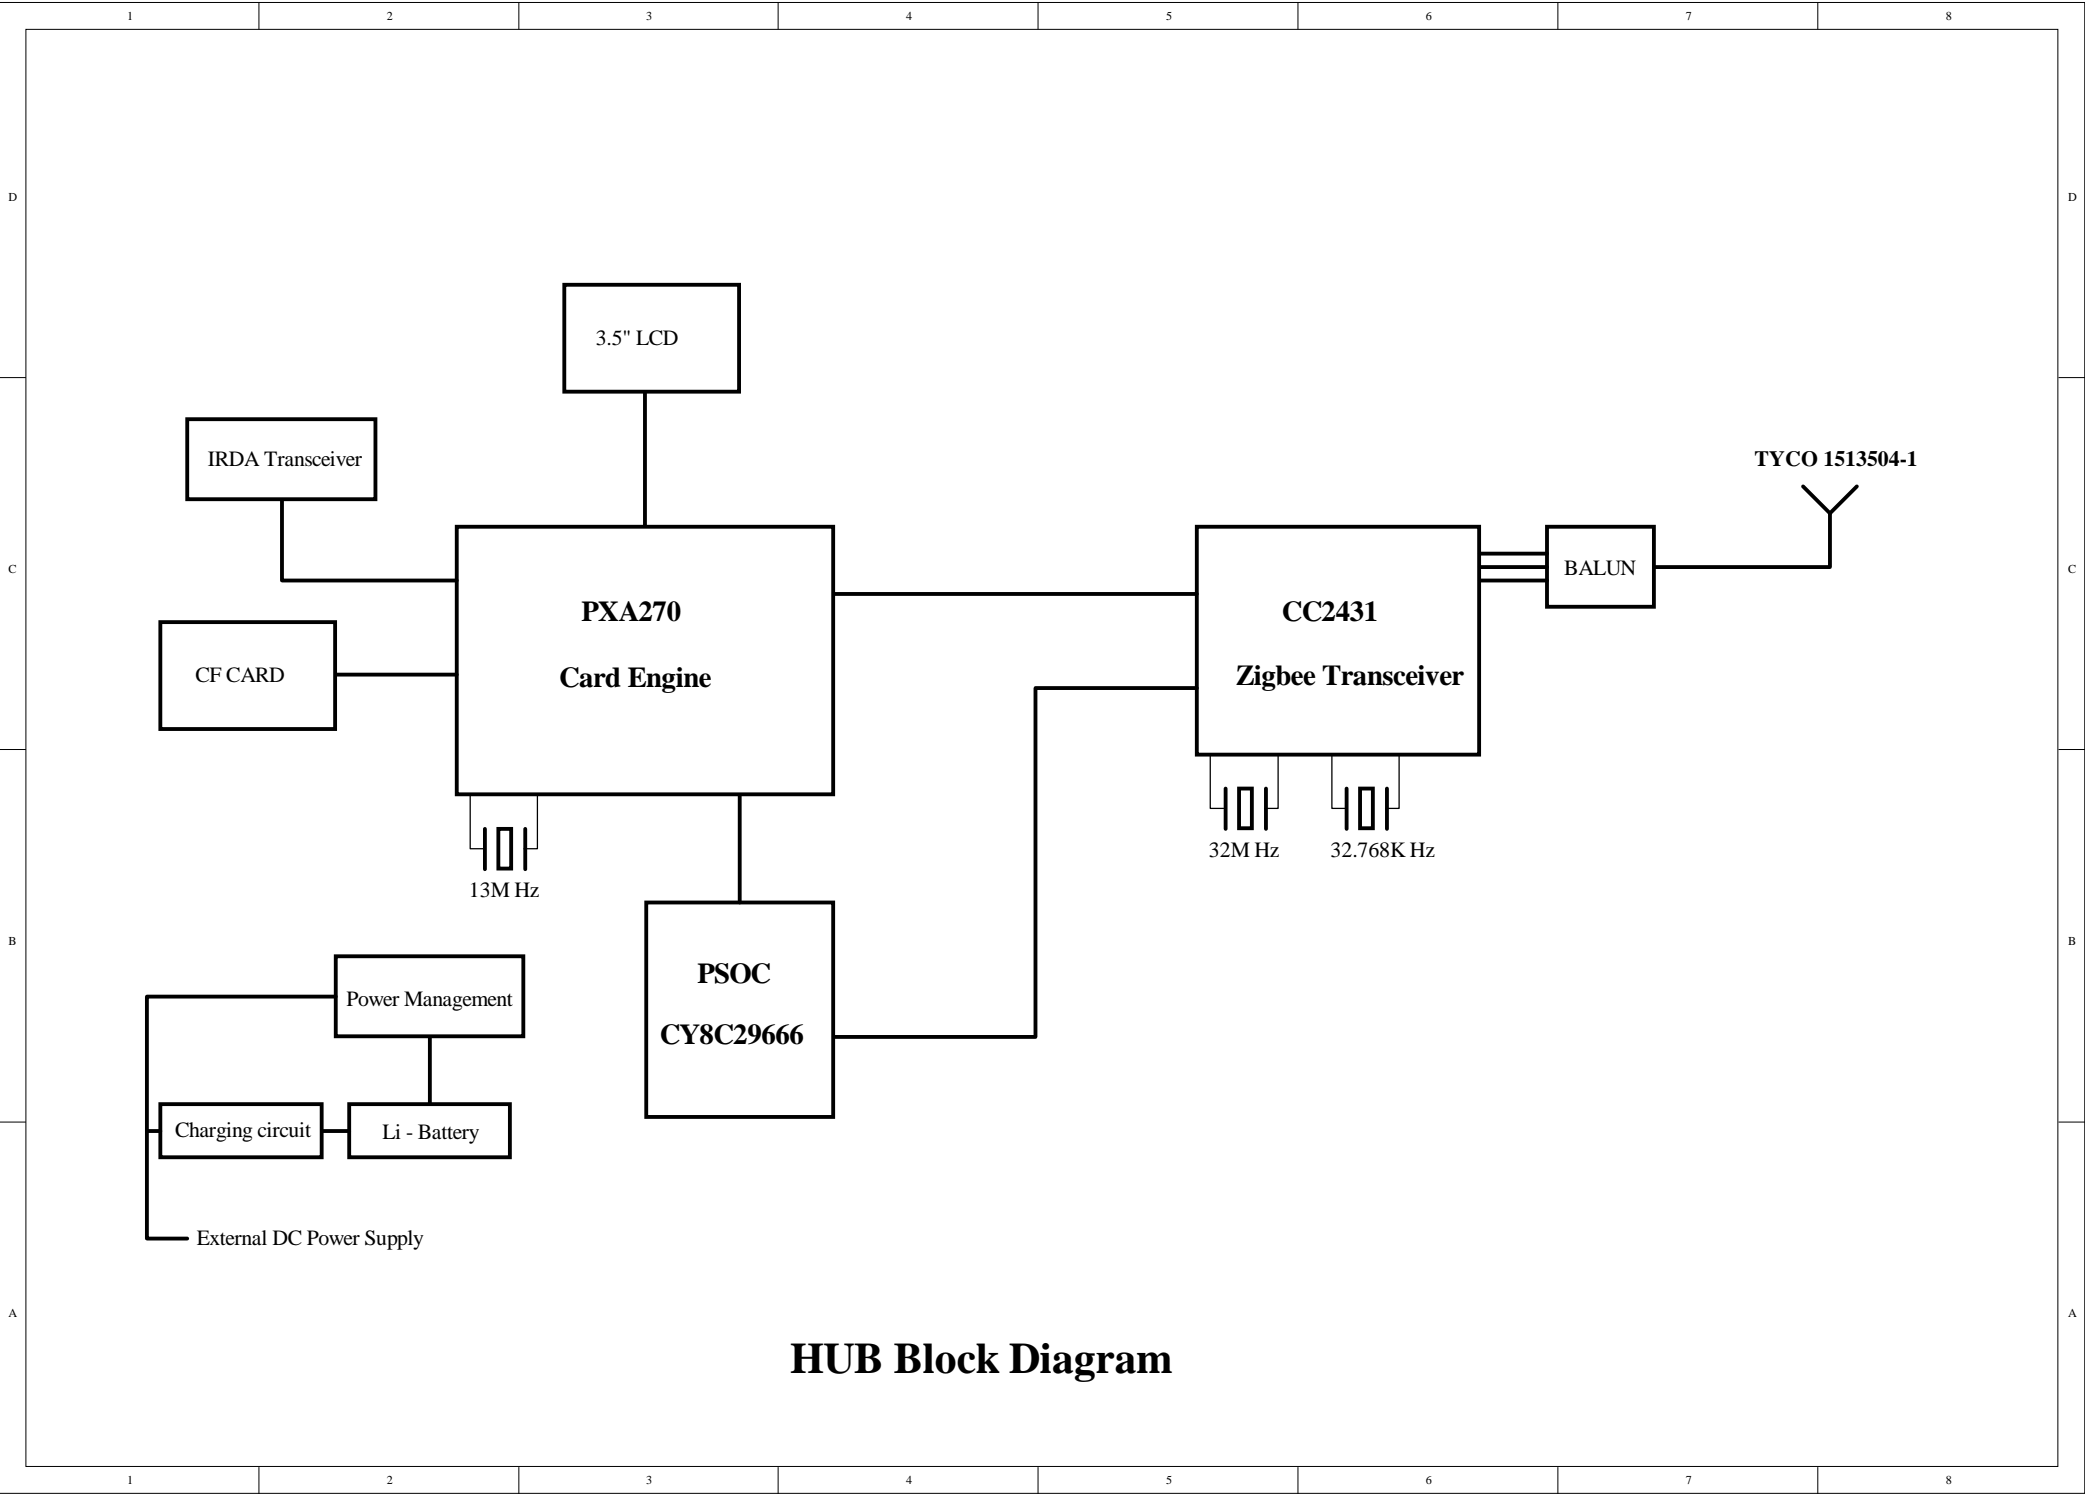 1 2 3 4 5 6 7 8
D D
3.5" LCD
IRDA Transceiver
TYCO 1513504-1
C C
BALUN
PXA270
Card Engine
CC2431
Zigbee Transceiver
CF CARD
32M Hz
32.768K Hz
13M Hz
B B
PSOC
CY8C29666
Power Management
Charging circuit
Li - Battery
External DC Power Supply
A A
HUB Block Diagram
1 2 3 4 5 6 7 8